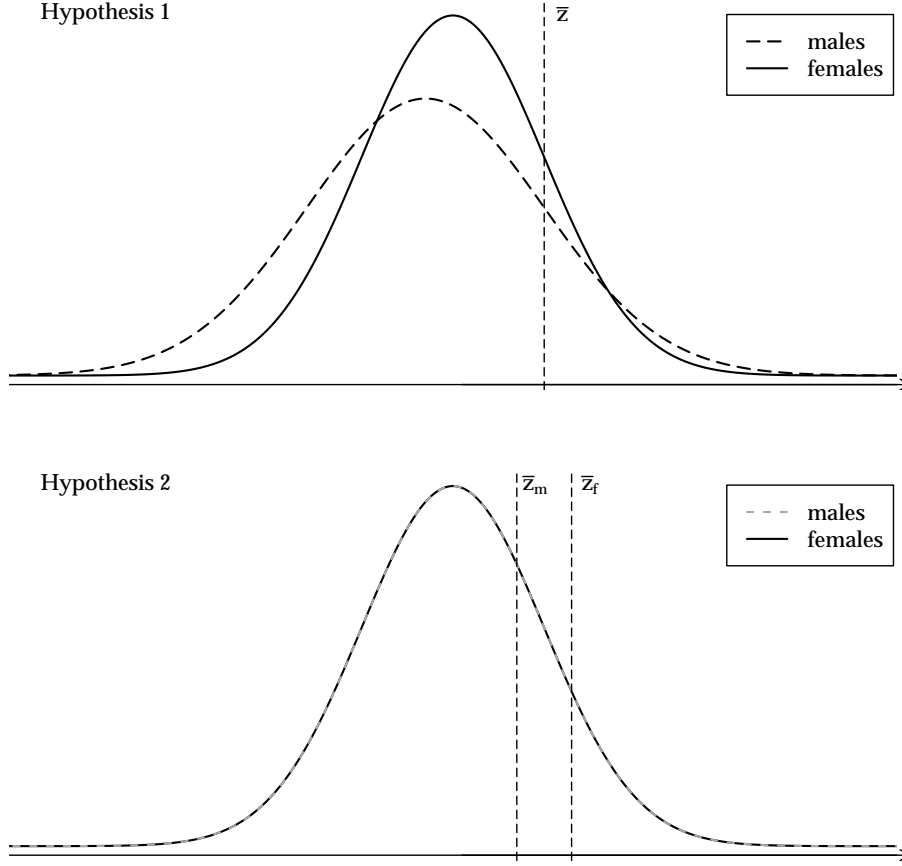 Hypothesis 1
z̅
males
females
Hypothesis 2
z̅m
z̅f
males
females